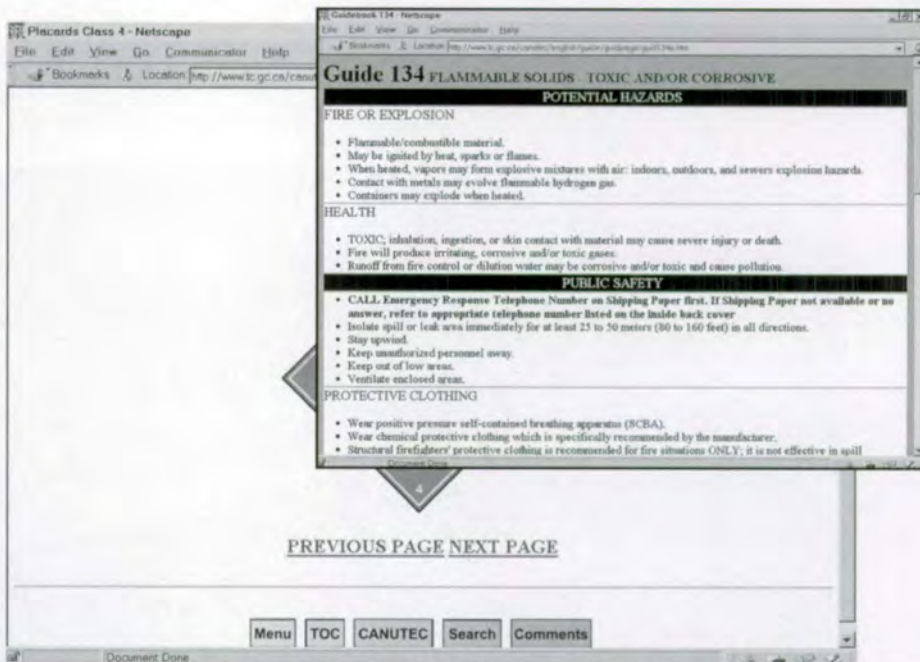 Placards Class 4 - Netscape
File Edit View Go Communicator Help
Bookmarks Location http://www.tc.gc.ca/canut
Guidebook 134 - Netscape
File Edit View Go Communicator Help
Bookmarks Location
Guide 134 FLAMMABLE SOLIDS - TOXIC AND/OR CORROSIVE
POTENTIAL HAZARDS
FIRE OR EXPLOSION
• Flammable/combustible material.
• May be ignited by heat, sparks or flames.
• When heated, vapors may form explosive mixtures with air: indoors, outdoors, and sewers explosion hazards.
• Contact with metals may evolve flammable hydrogen gas.
• Containers may explode when heated.
HEALTH
• TOXIC; inhalation, ingestion, or skin contact with material may cause severe injury or death.
• Fire will produce irritating, corrosive and/or toxic gases.
• Runoff from fire control or dilution water may be corrosive and/or toxic and cause pollution.
PUBLIC SAFETY
• CALL Emergency Response Telephone Number on Shipping Paper first. If Shipping Paper not available or no
answer, refer to appropriate telephone number listed on the inside back cover
• Isolate spill or leak area immediately for at least 25 to 50 meters (80 to 160 feet) in all directions.
• Stay upwind.
• Keep unauthorized personnel away.
• Keep out of low areas.
• Ventilate enclosed areas.
PROTECTIVE CLOTHING
• Wear positive pressure self-contained breathing apparatus (SCBA).
• Wear chemical protective clothing which is specifically recommended by the manufacturer.
• Structural firefighters' protective clothing is recommended for fire situations ONLY; it is not effective in spill
Document Done
4
PREVIOUS PAGE NEXT PAGE
Menu TOC CANUTEC Search Comments
Document Done